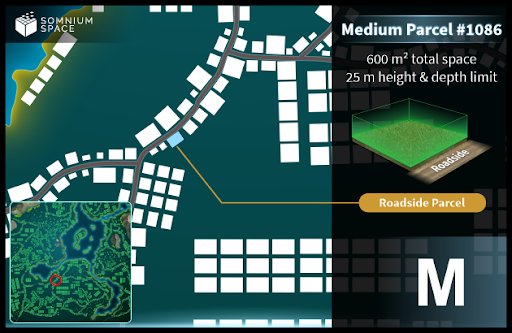 SOMNIUM
SPACE
Medium Parcel #1086
600 m² total space
25 m height & depth limit
Roadside
Roadside Parcel
M